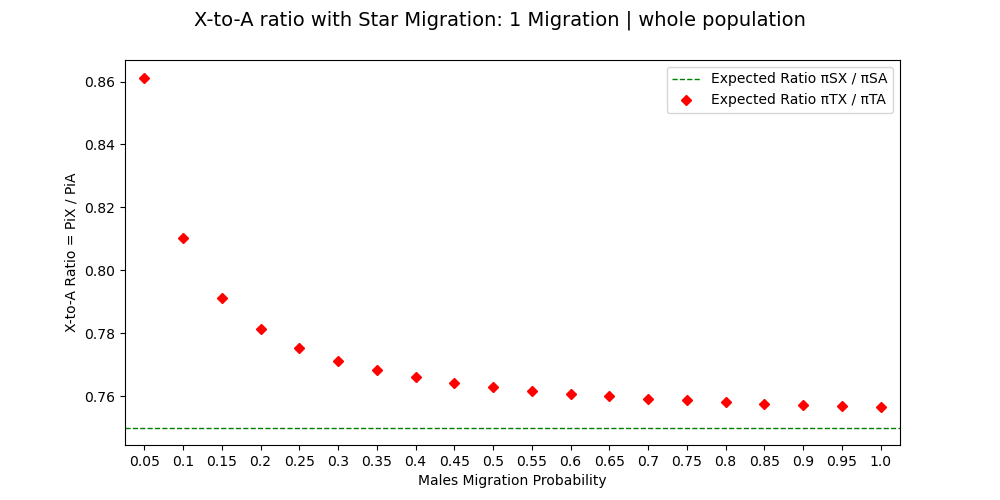 X-to-A ratio with Star Migration: 1 Migration | whole population
Expected Ratio πSX / πSA
Expected Ratio πTX / πTA
X-to-A Ratio = PiX / PiA
0.86
0.84
0.82
0.80
0.78
0.76
0.05 0.1 0.15 0.2 0.25 0.3 0.35 0.4 0.45 0.5 0.55 0.6 0.65 0.7 0.75 0.8 0.85 0.9 0.95 1.0
Males Migration Probability